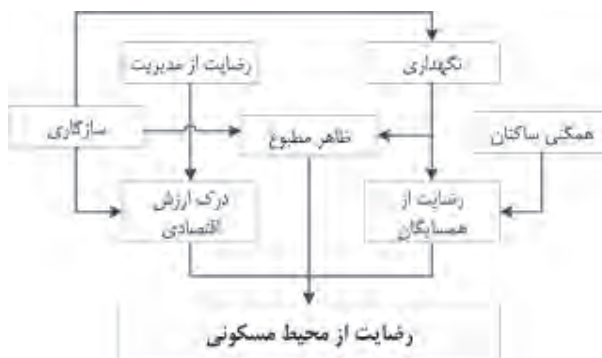 نگهداری
رضایت از مدیریت
همگنی ساکنان
ظاهر مطبوع
سازگاری
رضایت از
همسایگان
درک ارزش
اقتصادی
رضایت از محیط مسکونی